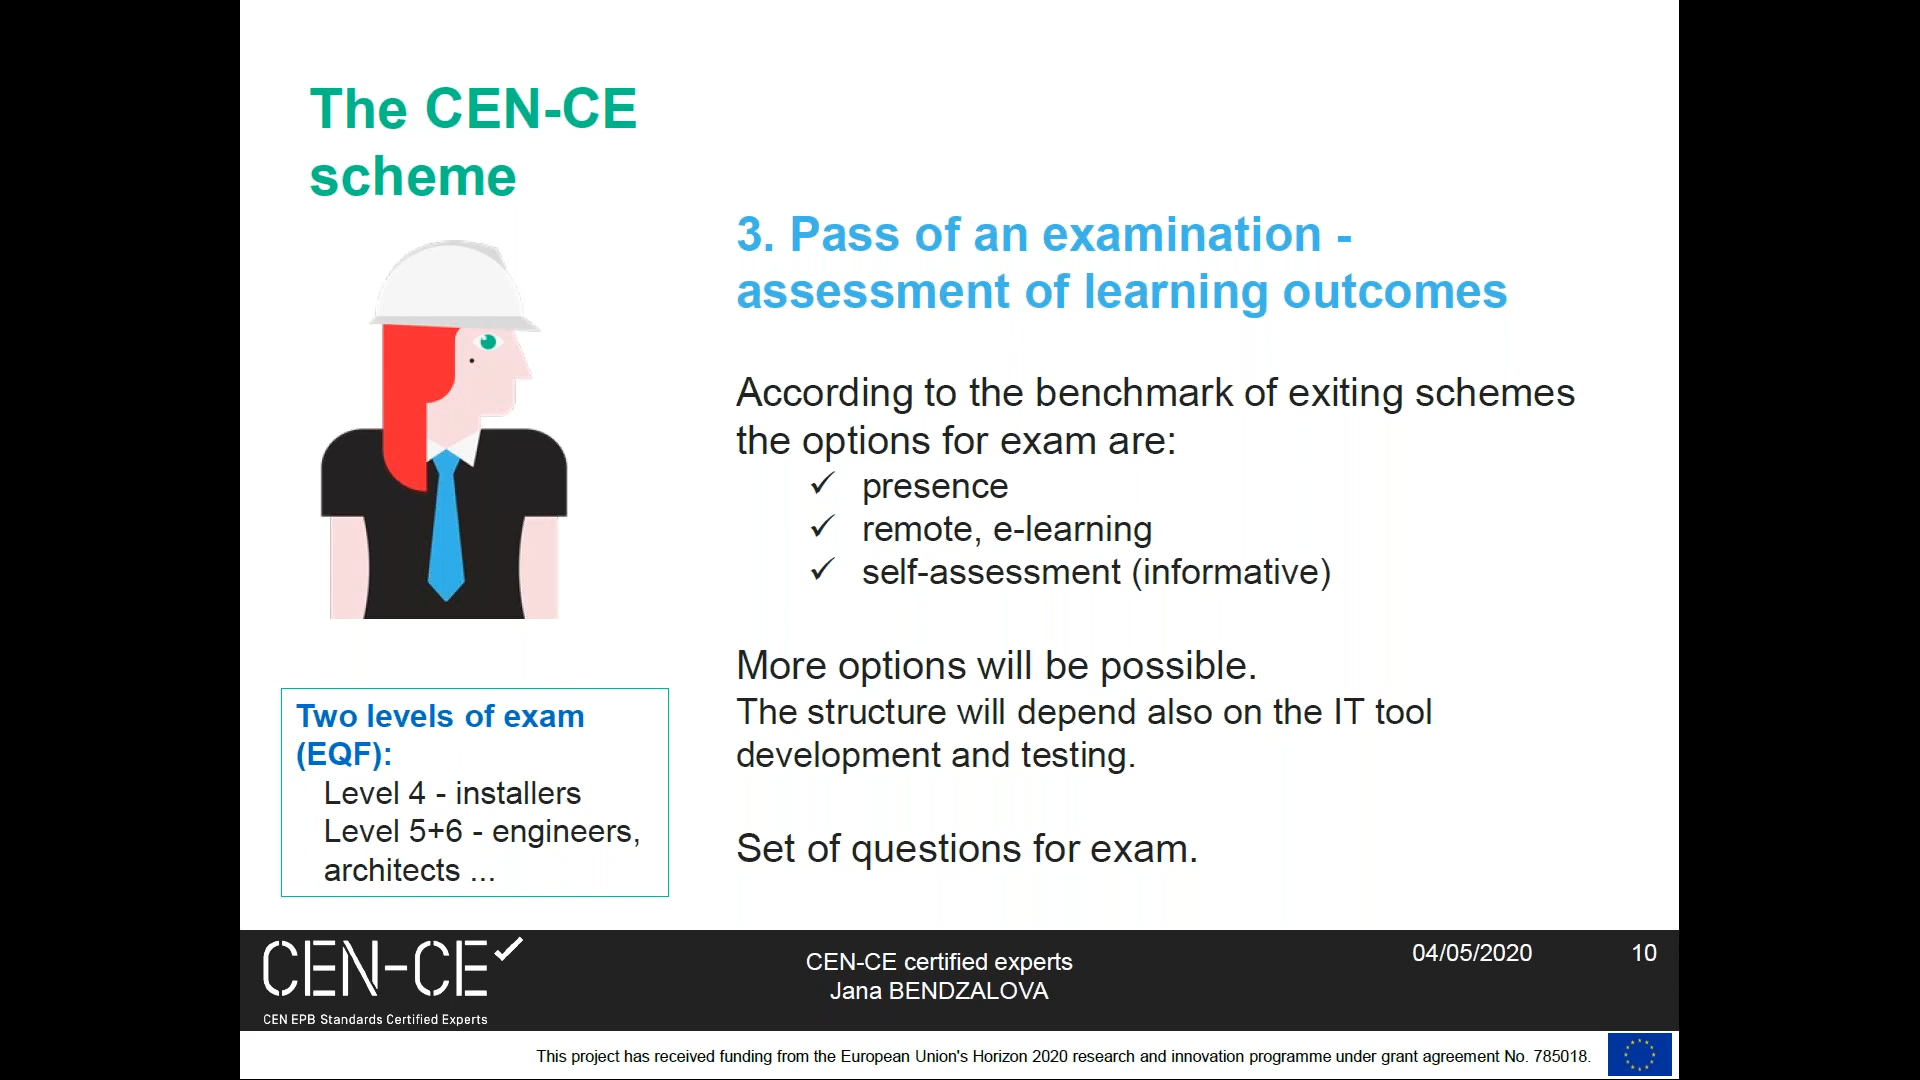 The CEN-CE
scheme
3. Pass of an examination -
assessment of learning outcomes
According to the benchmark of exiting schemes
the options for exam are:
✓ presence
✓ remote, e-learning
✓ self-assessment (informative)
More options will be possible.
The structure will depend also on the IT tool
development and testing.
Set of questions for exam.
Two levels of exam
(EQF):
Level 4 - installers
Level 5+6 - engineers,
architects ...
CEN-CE
CEN EPB Standards Certified Experts
CEN-CE certified experts
Jana BENDZALOVA
04/05/2020
10
This project has received funding from the European Union's Horizon 2020 research and innovation programme under grant agreement No. 785018.